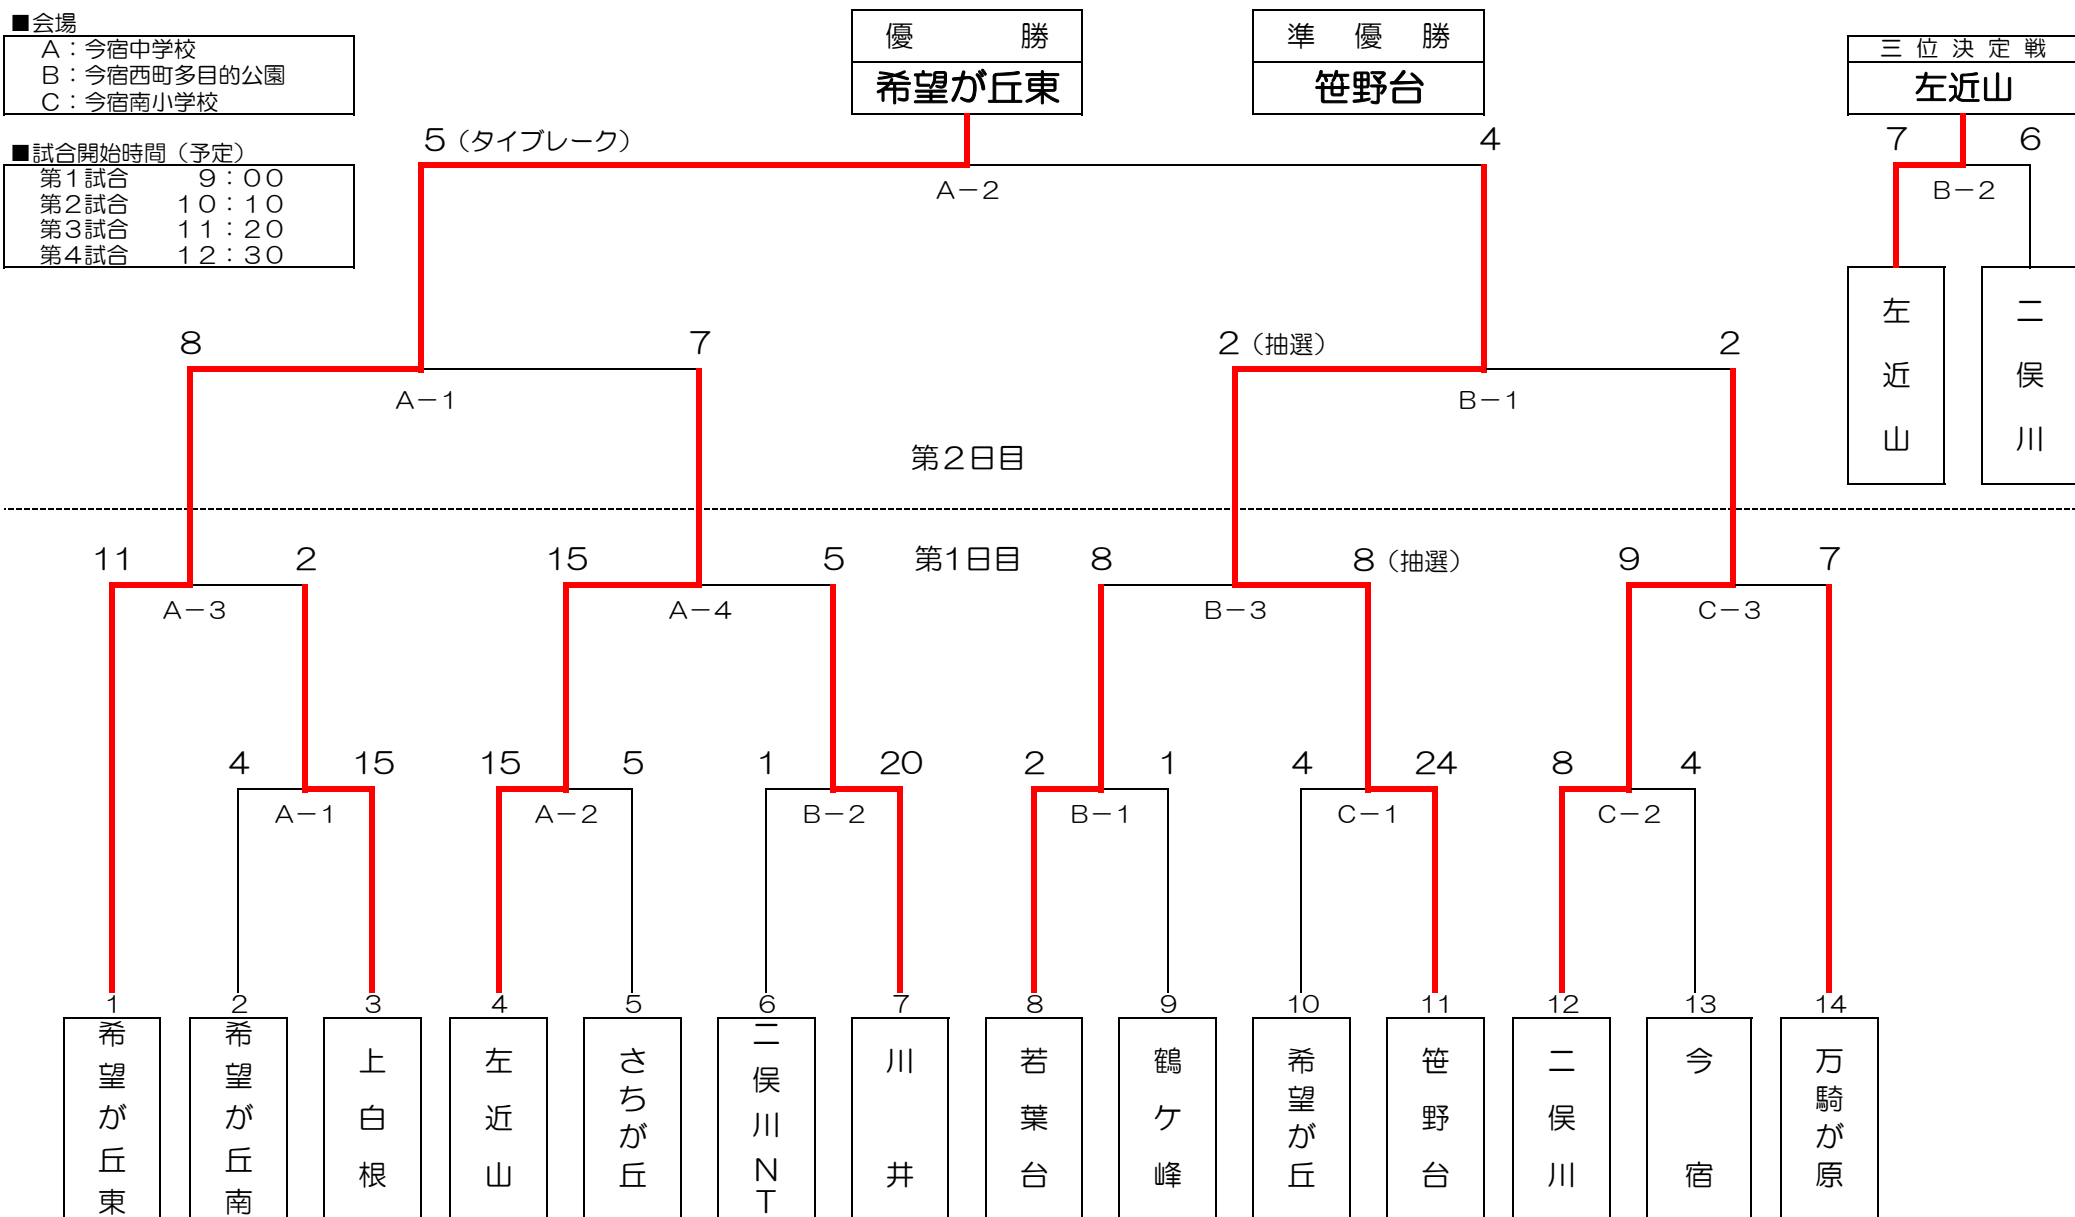 ■会場
A：今宿中学校
B：今宿西町多目的公園
C：今宿南小学校
■試合開始時間（予定）
第1試合　9：00
第2試合　10：10
第3試合　11：20
第4試合　12：30
優　勝
希望が丘東
準優勝
笹野台
三位決定戦
左近山
5（タイブレーク）
4
A－2
7
6
B－2
左近山
二俣川
8
7
A－1
2（抽選）
2
B－1
第2日目
第1日目
11
2
A－3
15
5
A－4
8
8（抽選）
B－3
9
7
C－3
4
15
A－1
15
5
A－2
1
20
B－2
2
1
B－1
4
24
C－1
8
4
C－2
1
希望が丘東
2
希望が丘南
3
上白根
4
左近山
5
さちが丘
6
二俣川NT
7
川井
8
若葉台
9
鶴ケ峰
10
希望が丘
11
笹野台
12
二俣川
13
今宿
14
万騎が原